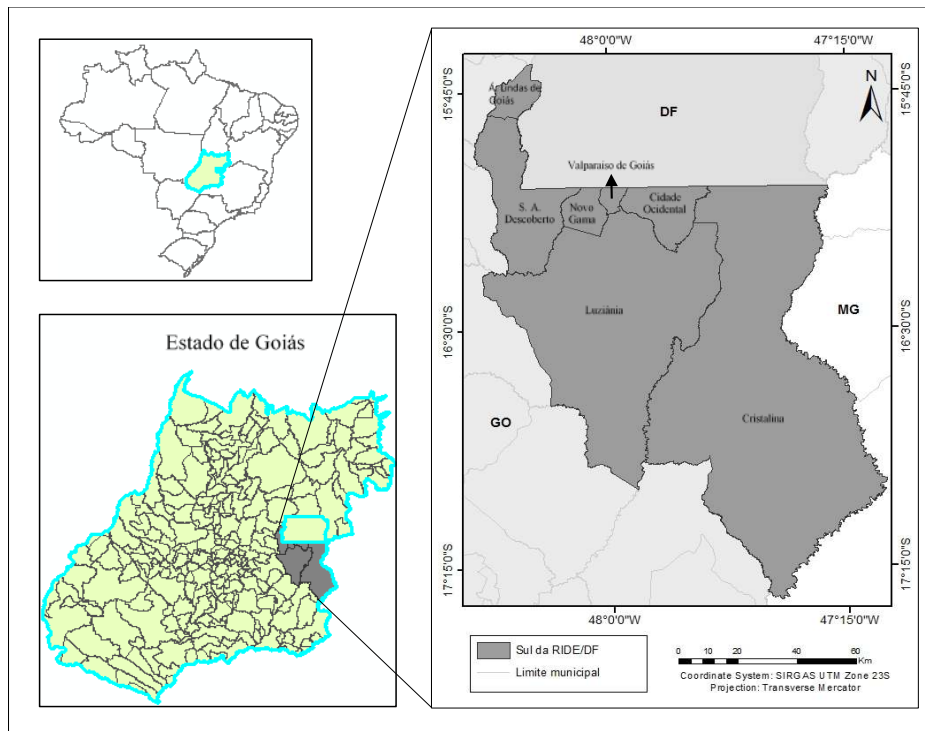 Estado de Goiás
48°0'0"W
47°15'0"W
15°45'0"S
15°45'0"S
N
A. Lindas de
Goiás
DF
Valparaiso de Goiás
S. A.
Descoberto
Novo
Gama
Cidade
Ocidental
Luziânia
MG
16°30'0"S
16°30'0"S
GO
Cristalina
17°15'0"S
17°15'0"S
48°0'0"W
47°15'0"W
Sul da RIDE/DF
Limite municipal
0 10 20 40 60
Km
Coordinate System: SIRGAS UTM Zone 23S
Projection: Transverse Mercator